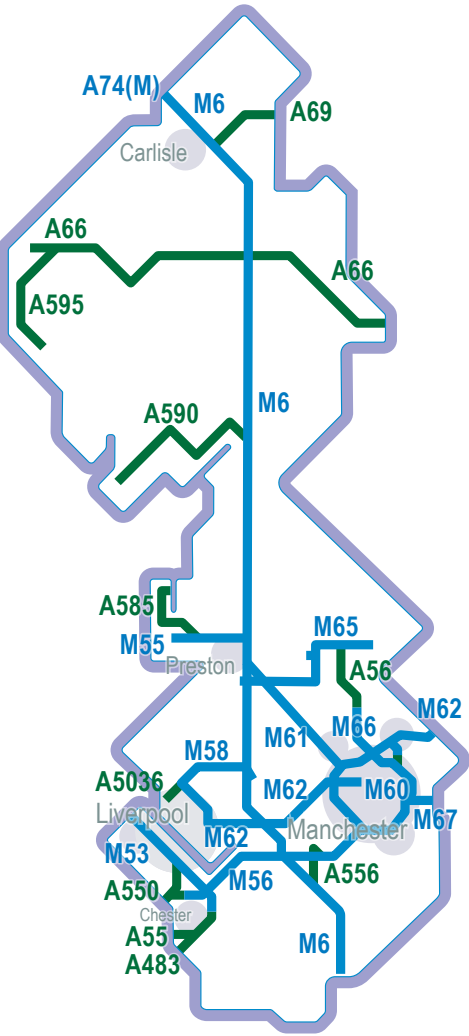 A74(M)
M6
A69
Carlisle
A66
A66
A595
M6
A590
A585
M55
M65
Preston
A56
M61
M66
M62
M58
A5036
M62
M60
Liverpool
M62
Manchester
M67
M53
M56
A556
A550
Chester
A55
M6
A483